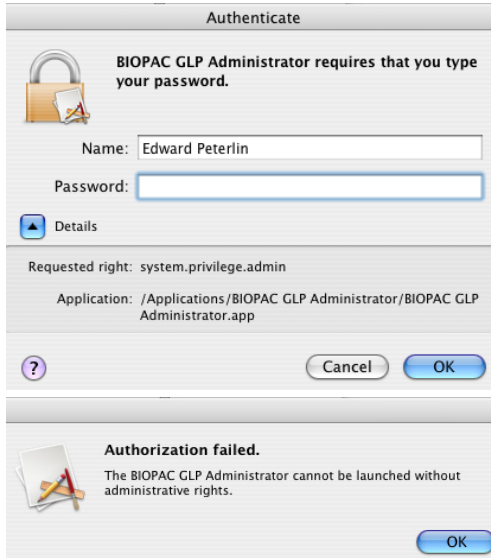 Authenticate
BIOPAC GLP Administrator requires that you type
your password.
Name: Edward Peterlin
Password:
Details
Requested right: system.privilege.admin
Application: /Applications/BIOPAC GLP Administrator/BIOPAC GLP
Administrator.app
?
Cancel
OK
Authorization failed.
The BIOPAC GLP Administrator cannot be launched without
administrative rights.
OK